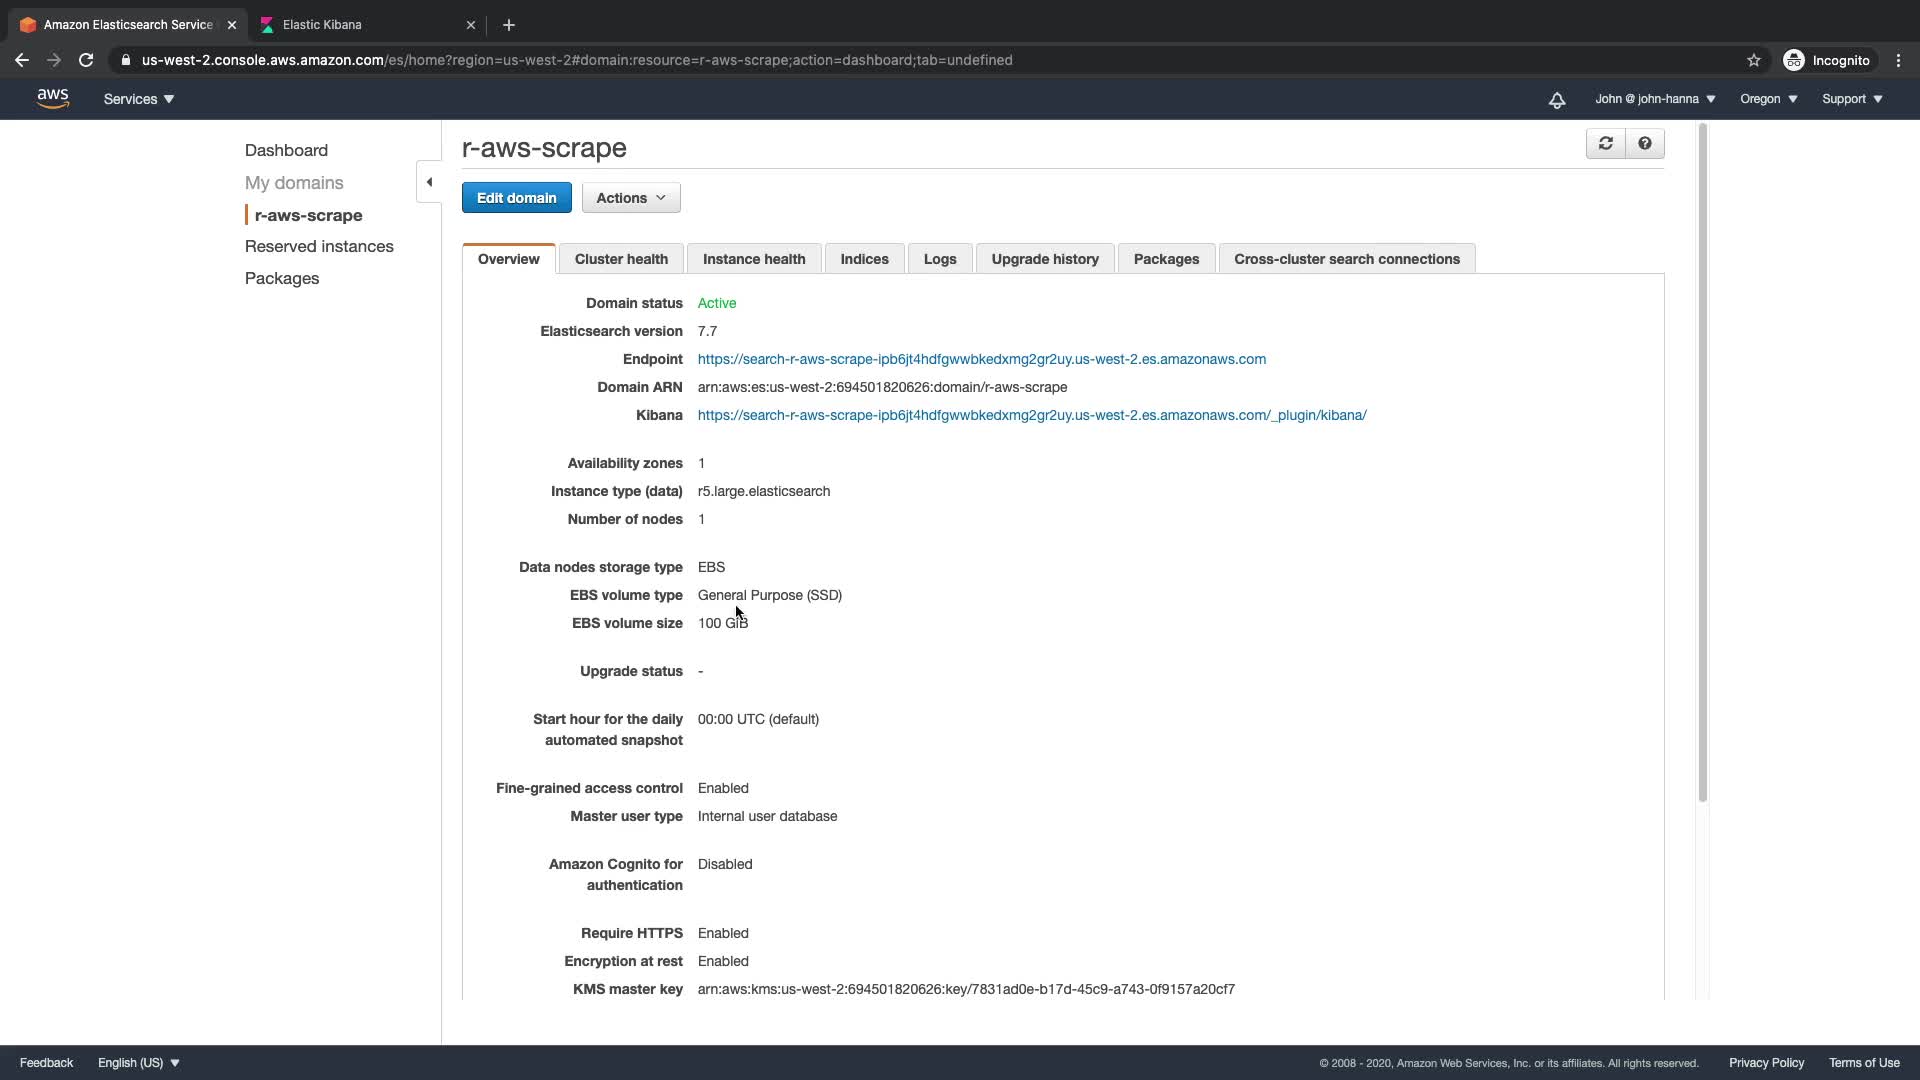 Amazon Elasticsearch Service
Elastic Kibana
us-west-2.console.aws.amazon.com/es/home?region=us-west-2#domain:resource=r-aws-scrape;action=dashboard;tab=undefined
Incognito
aws
Services
John @ john-hanna
Oregon
Support
Dashboard
My domains
r-aws-scrape
Reserved instances
Packages
r-aws-scrape
Edit domain
Actions
Overview
Cluster health
Instance health
Indices
Logs
Upgrade history
Packages
Cross-cluster search connections
Domain status Active
Elasticsearch version 7.7
Endpoint https://search-r-aws-scrape-ipb6jt4hdfgwwbkedxmg2gr2uy.us-west-2.es.amazonaws.com
Domain ARN arn:aws:es:us-west-2:694501820626:domain/r-aws-scrape
Kibana https://search-r-aws-scrape-ipb6jt4hdfgwwbkedxmg2gr2uy.us-west-2.es.amazonaws.com/_plugin/kibana/
Availability zones 1
Instance type (data) r5.large.elasticsearch
Number of nodes 1
Data nodes storage type EBS
EBS volume type General Purpose (SSD)
EBS volume size 100 GiB
Upgrade status -
Start hour for the daily 00:00 UTC (default)
automated snapshot
Fine-grained access control Enabled
Master user type Internal user database
Amazon Cognito for Disabled
authentication
Require HTTPS Enabled
Encryption at rest Enabled
KMS master key arn:aws:kms:us-west-2:694501820626:key/7831ad0e-b17d-45c9-a743-0f9157a20cf7
Feedback
English (US)
© 2008 - 2020, Amazon Web Services, Inc. or its affiliates. All rights reserved.
Privacy Policy
Terms of Use